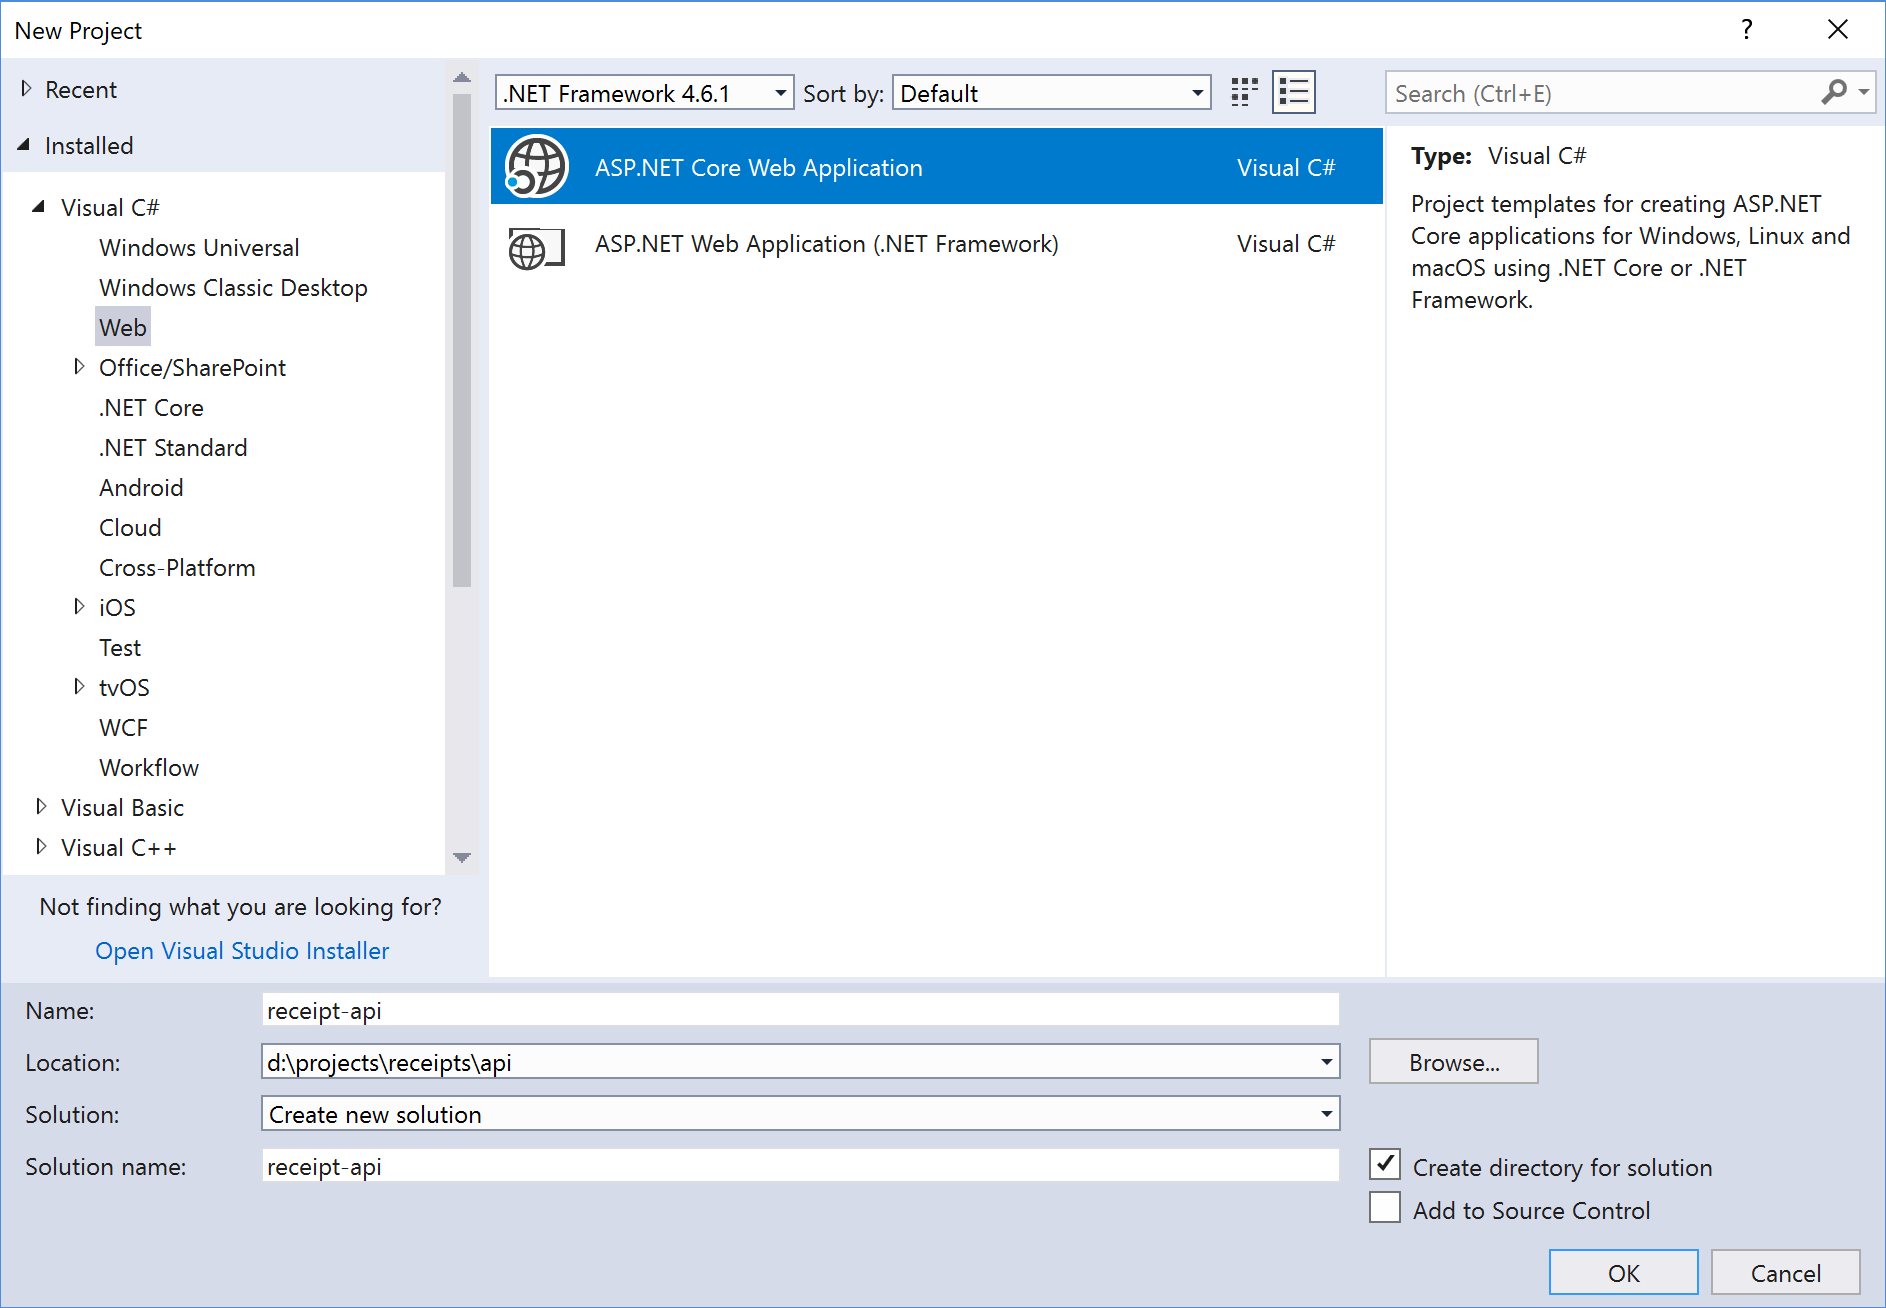 New Project
?
Recent
Installed
Visual C#
Windows Universal
Windows Classic Desktop
Web
Office/SharePoint
.NET Core
.NET Standard
Android
Cloud
Cross-Platform
iOS
Test
tvOS
WCF
Workflow
Visual Basic
Visual C++
Not finding what you are looking for?
Open Visual Studio Installer
.NET Framework 4.6.1
Sort by: Default
Search (Ctrl+E)
ASP.NET Core Web Application Visual C#
ASP.NET Web Application (.NET Framework) Visual C#
Type: Visual C#
Project templates for creating ASP.NET
Core applications for Windows, Linux and
macOS using .NET Core or .NET
Framework.
Name: receipt-api
Location: d:\projects\receipts\api
Browse...
Solution: Create new solution
Solution name: receipt-api
Create directory for solution
Add to Source Control
OK
Cancel